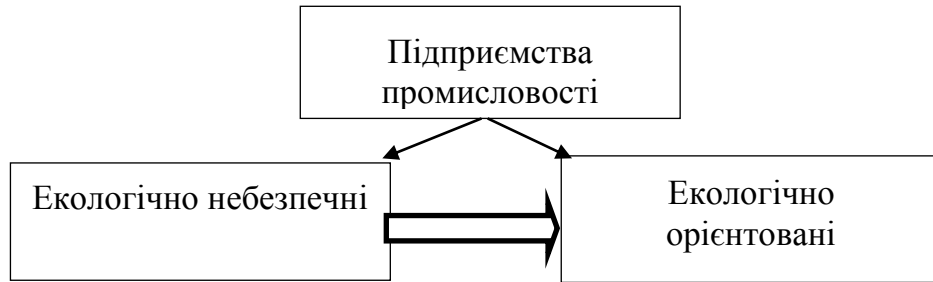 Підприємства
промисловості
Екологічно небезпечні
Екологічно
орієнтовані